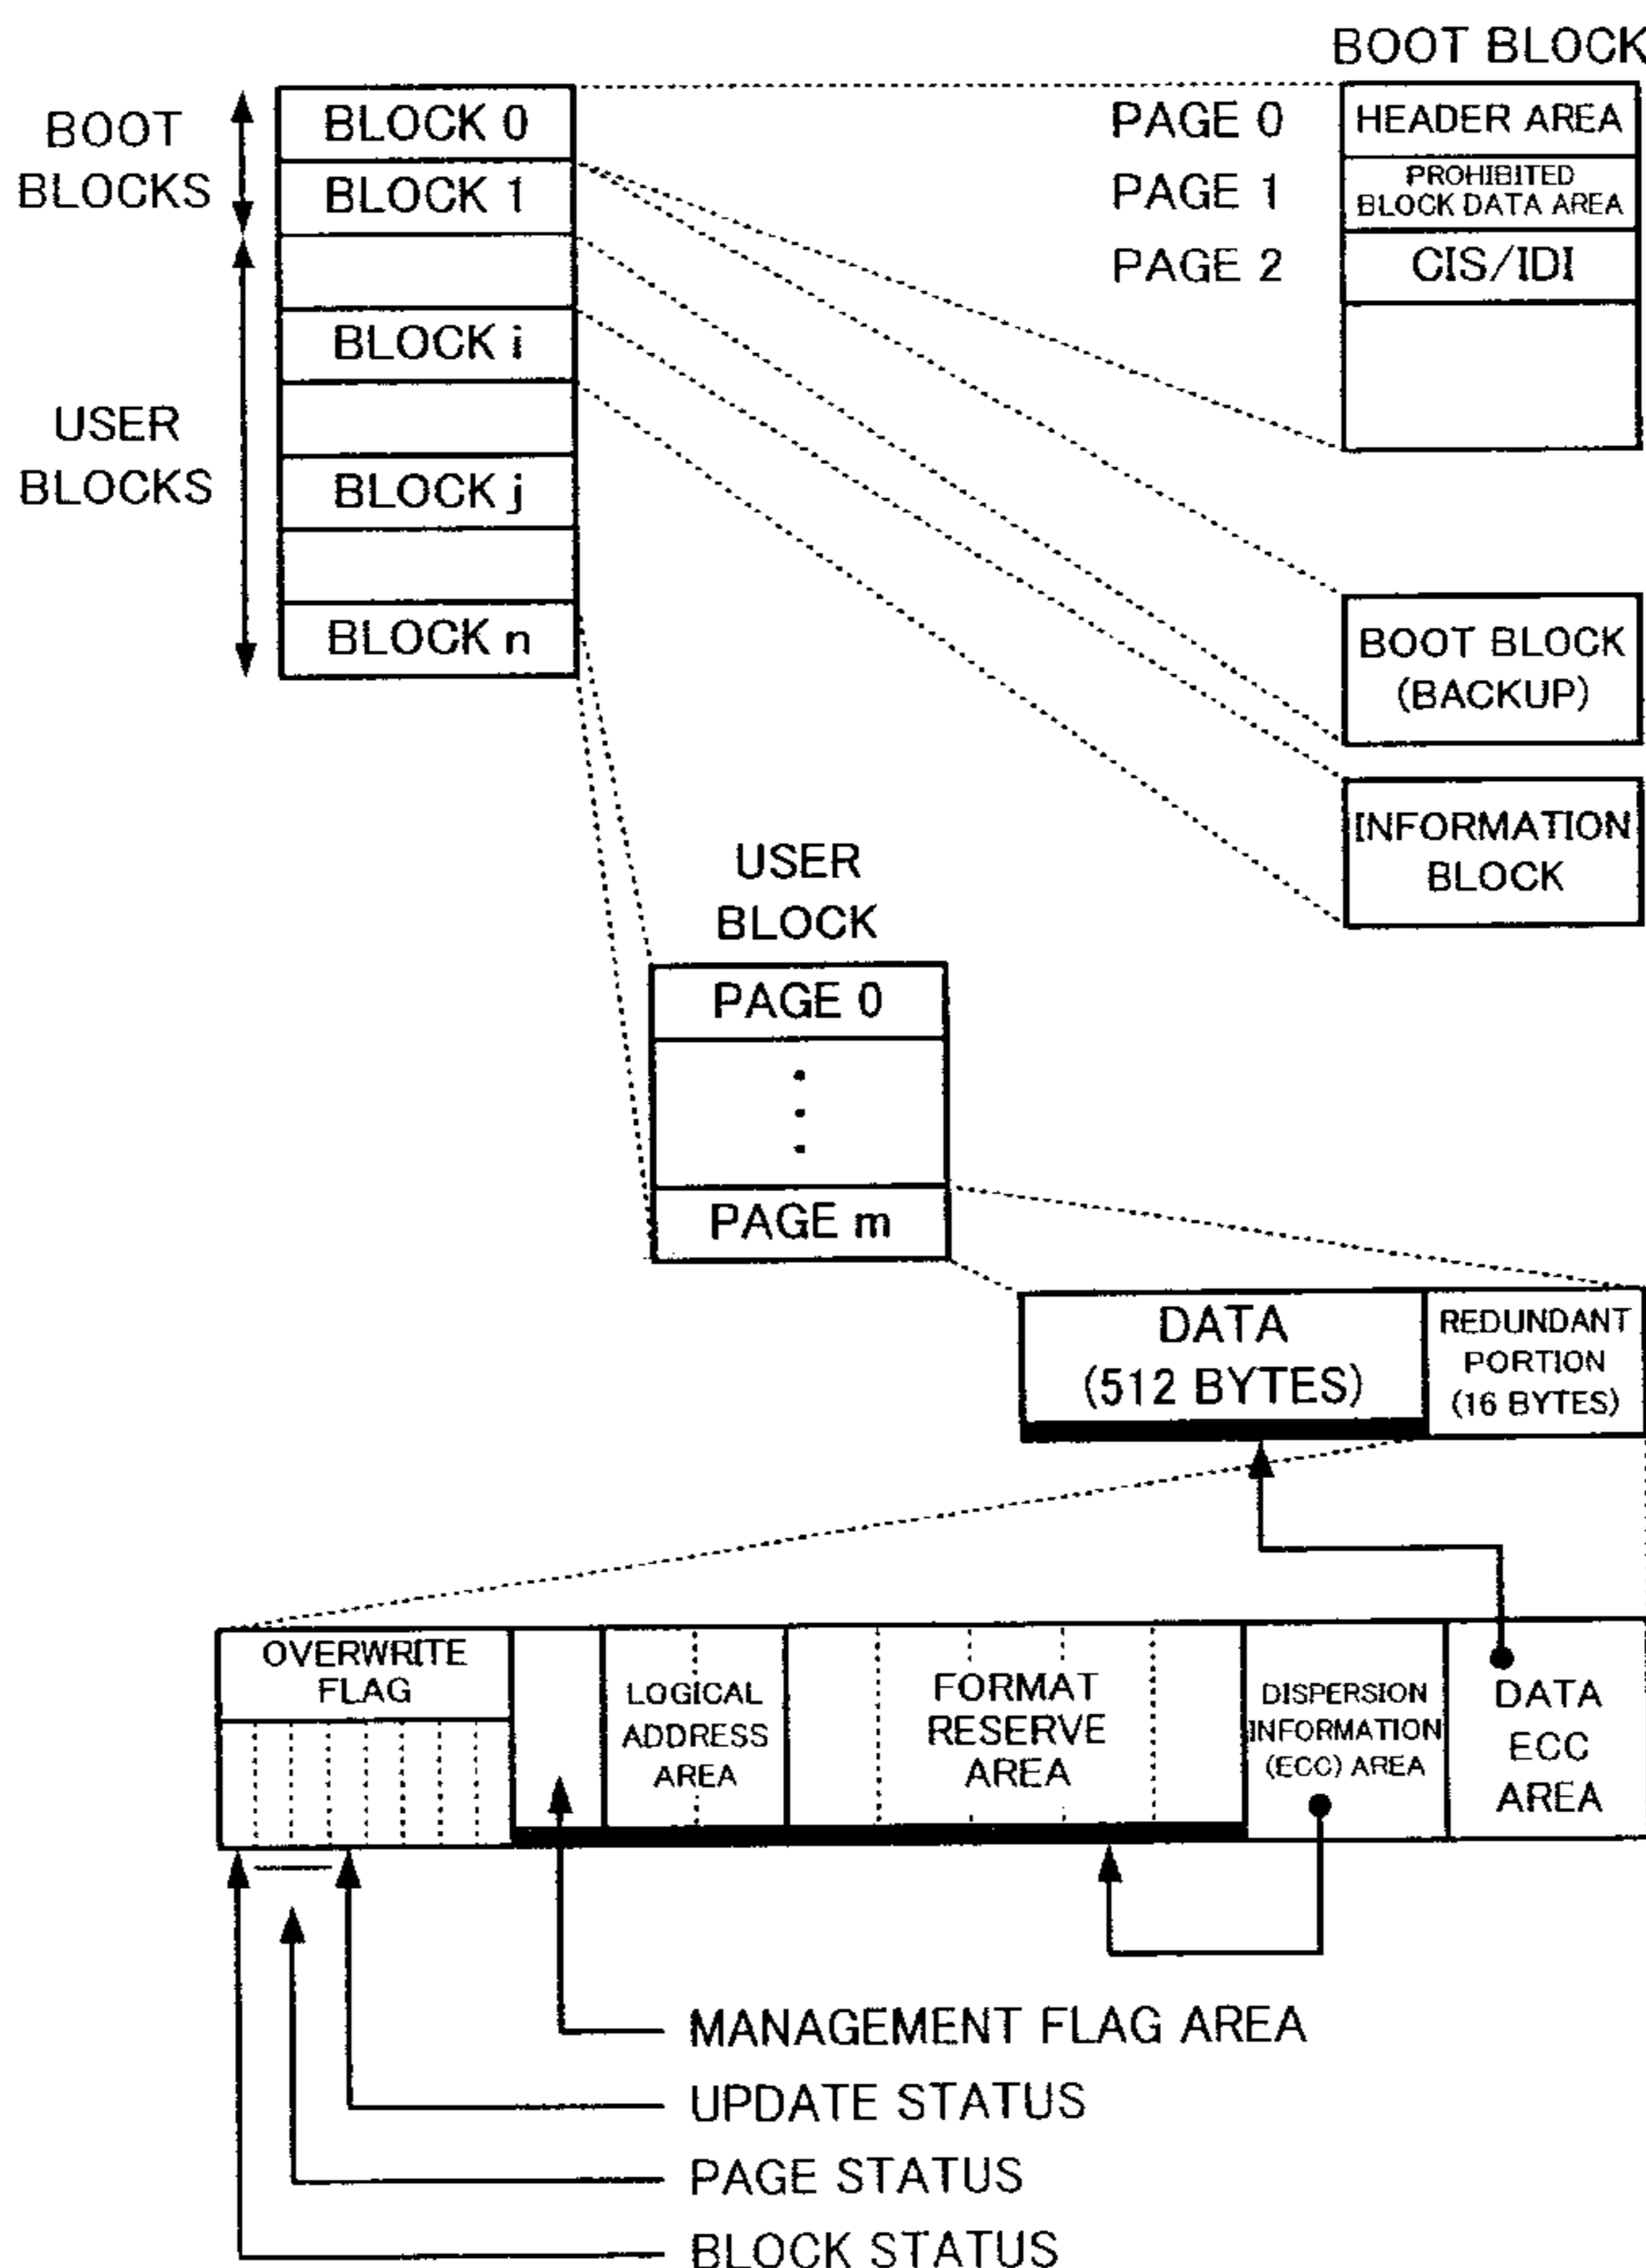 BOOT BLOCK
BOOT
BLOCKS
BLOCK 0
BLOCK 1
PAGE 0
HEADER AREA
PAGE 1
PROHIBITED
BLOCK DATA AREA
PAGE 2
CIS/IDI
USER
BLOCKS
BLOCK i
BLOCK j
BLOCK n
BOOT BLOCK
(BACKUP)
INFORMATION
BLOCK
USER
BLOCK
PAGE 0
PAGE m
DATA
(512 BYTES)
REDUNDANT
PORTION
(16 BYTES)
OVERWRITE
FLAG
LOGICAL
ADDRESS
AREA
FORMAT
RESERVE
AREA
DISPERSION
INFORMATION
(ECC) AREA
DATA
ECC
AREA
MANAGEMENT FLAG AREA
UPDATE STATUS
PAGE STATUS
BLOCK STATUS